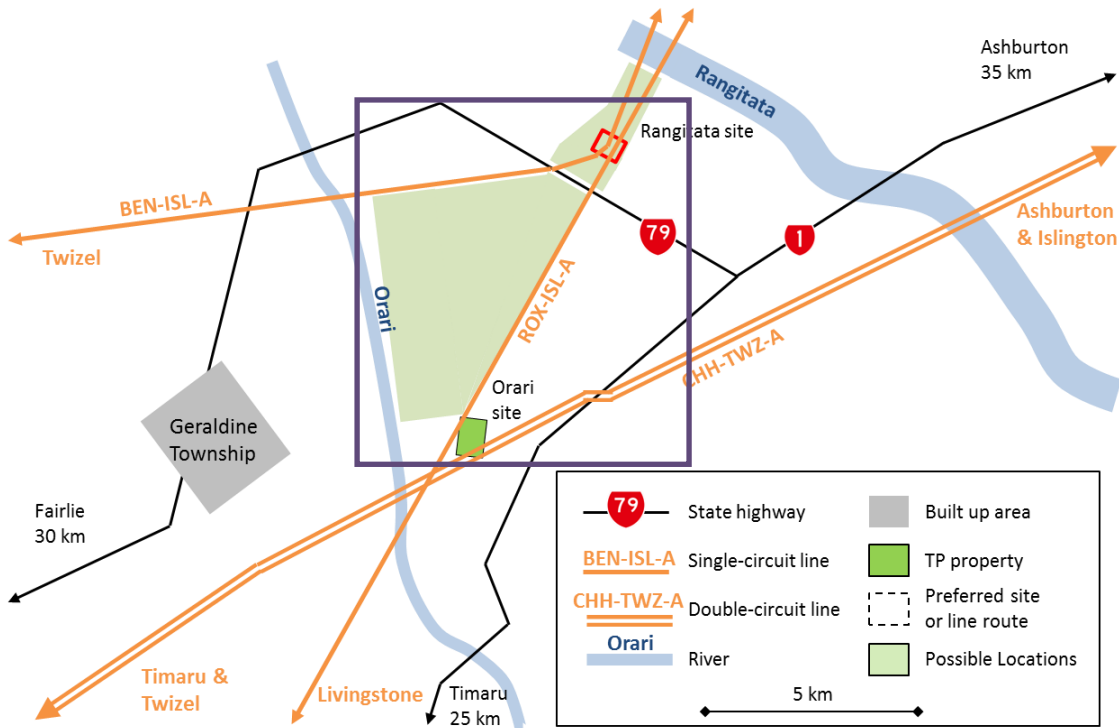 Ashburton
35 km
Rangitata
Rangitata site
BEN-ISL-A
Twizel
79
1
Ashburton
& Islington
Orari
ROX-ISL-A
CHH-TWZ-A
Orari
site
Geraldine
Township
Fairlie
30 km
Timaru &
Twizel
Livingstone
Timaru
25 km
79
State highway
Built up area
BEN-ISL-A
Single-circuit line
TP property
CHH-TWZ-A
Double-circuit line
Preferred site
or line route
Orari
River
Possible Locations
5 km